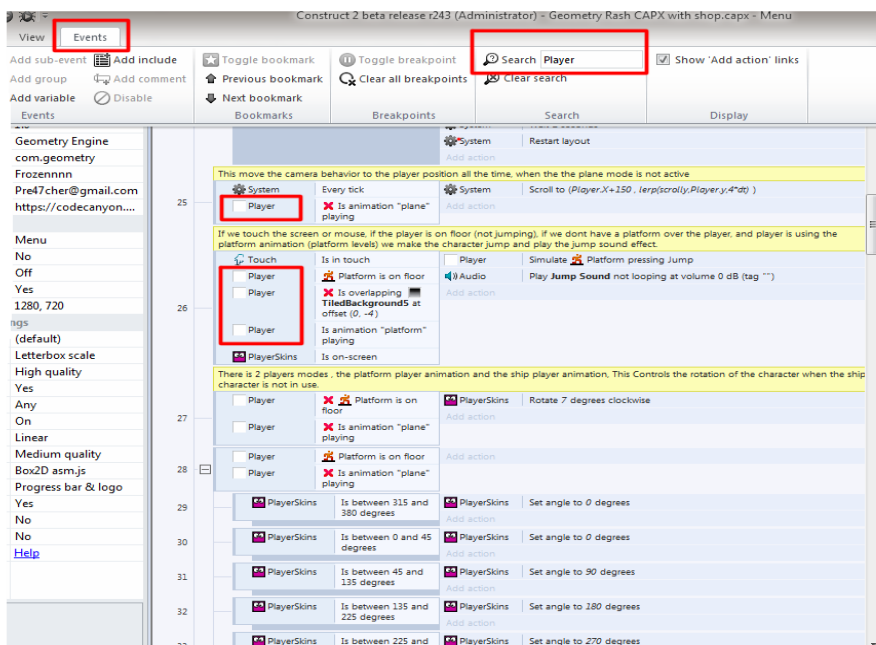 Construct 2 beta release r243 (Administrator) - Geometry Rash CAPX with shop.capx - Menu
View Events
Add sub-event Add include Toggle bookmark Toggle breakpoint Search Player Show 'Add action' links
Add group Add comment Previous bookmark Clear all breakpoints Clear search
Add variable Disable Next bookmark
Events Bookmarks Breakpoints Search Display
Geometry Engine System Restart layout
com.geometry Add action
Frozennnn This move the camera behavior to the player position all the time, when the the plane mode is not active
Pre47cher@gmail.com System Every tick System Scroll to (Player.X+150 , lerp(scrolly,Player.y,4*dt) )
https://codecanyon.... 25 Player Is animation "plane" Add action
playing
If we touch the screen or mouse, if the player is on floor (not jumping), if we dont have a platform over the player, and player is using the
Menu platform animation (platform levels) we make the character jump and play the jump sound effect.
No Touch Is in touch Player Simulate Platform pressing Jump
Off Player Platform is on floor Audio Play Jump Sound not looping at volume 0 dB (tag "")
Yes Player Is overlapping Add action
1280, 720 26 TiledBackground5 at
ngs offset (0, -4)
(default) Player Is animation "platform"
playing
Letterbox scale PlayerSkins Is on-screen
High quality There is 2 players modes , the platform player animation and the ship player animation, This Controls the rotation of the character when the ship
Yes character is not in use.
Any Player Platform is on PlayerSkins Rotate 7 degrees clockwise
floor
On 27 Add action
Linear Player Is animation "plane"
playing
Medium quality Player Platform is on floor Add action
Box2D asm.js 28 Player Is animation "plane"
Progress bar & logo playing
Yes 29 PlayerSkins Is between 315 and PlayerSkins Set angle to 0 degrees
No 380 degrees Add action
No 30 PlayerSkins Is between 0 and 45 PlayerSkins Set angle to 0 degrees
Help degrees Add action
31 PlayerSkins Is between 45 and PlayerSkins Set angle to 90 degrees
135 degrees Add action
32 PlayerSkins Is between 135 and PlayerSkins Set angle to 180 degrees
225 degrees Add action
PlayerSkins Is between 225 and PlayerSkins Set angle to 270 degrees